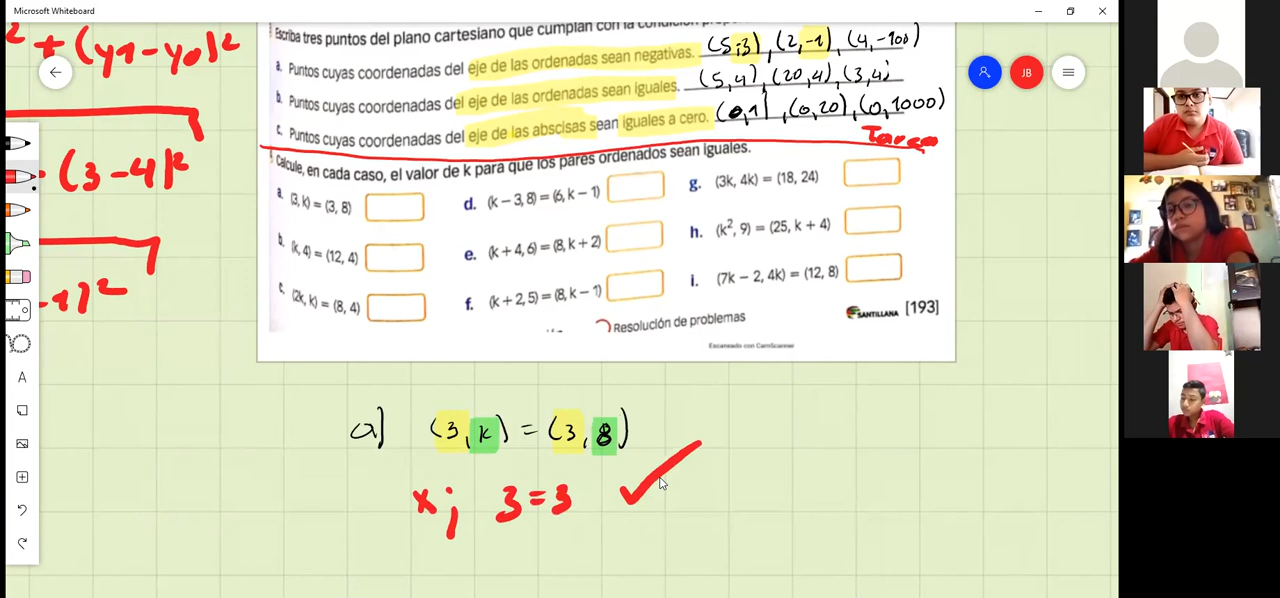 Microsoft Whiteboard
² + (y1 - y0)²
Escriba tres puntos del plano cartesiano que cumplan con la condición
a. Puntos cuyas coordenadas del eje de las ordenadas sean negativas. (5,-3), (2,-1), (4,-100)
b. Puntos cuyas coordenadas del eje de las ordenadas sean iguales. (5,4), (20,4), (3,4)
c. Puntos cuyas coordenadas del eje de las abscisas sean iguales a cero. (0,1), (0,20), (0,1000)
Tarea
JB
- (3-4)²
-1)²
Calcule, en cada caso, el valor de k para que los pares ordenados sean iguales.
a. (3, k) = (3, 8)
d. (k – 3, 8) = (6, k – 1)
g. (3k, 4k) = (18, 24)
b. (k, 4) = (12, 4)
e. (k + 4, 6) = (8, k + 2)
h. (k², 9) = (25, k + 4)
c. (2k, k) = (8, 4)
f. (k + 2, 5) = (8, k – 1)
i. (7k – 2, 4k) = (12, 8)
SANTILLANA [193]
Resolución de problemas
Escaneado con CamScanner
a) (3, k) = (3, 8)
x; 3 = 3 ✓
A